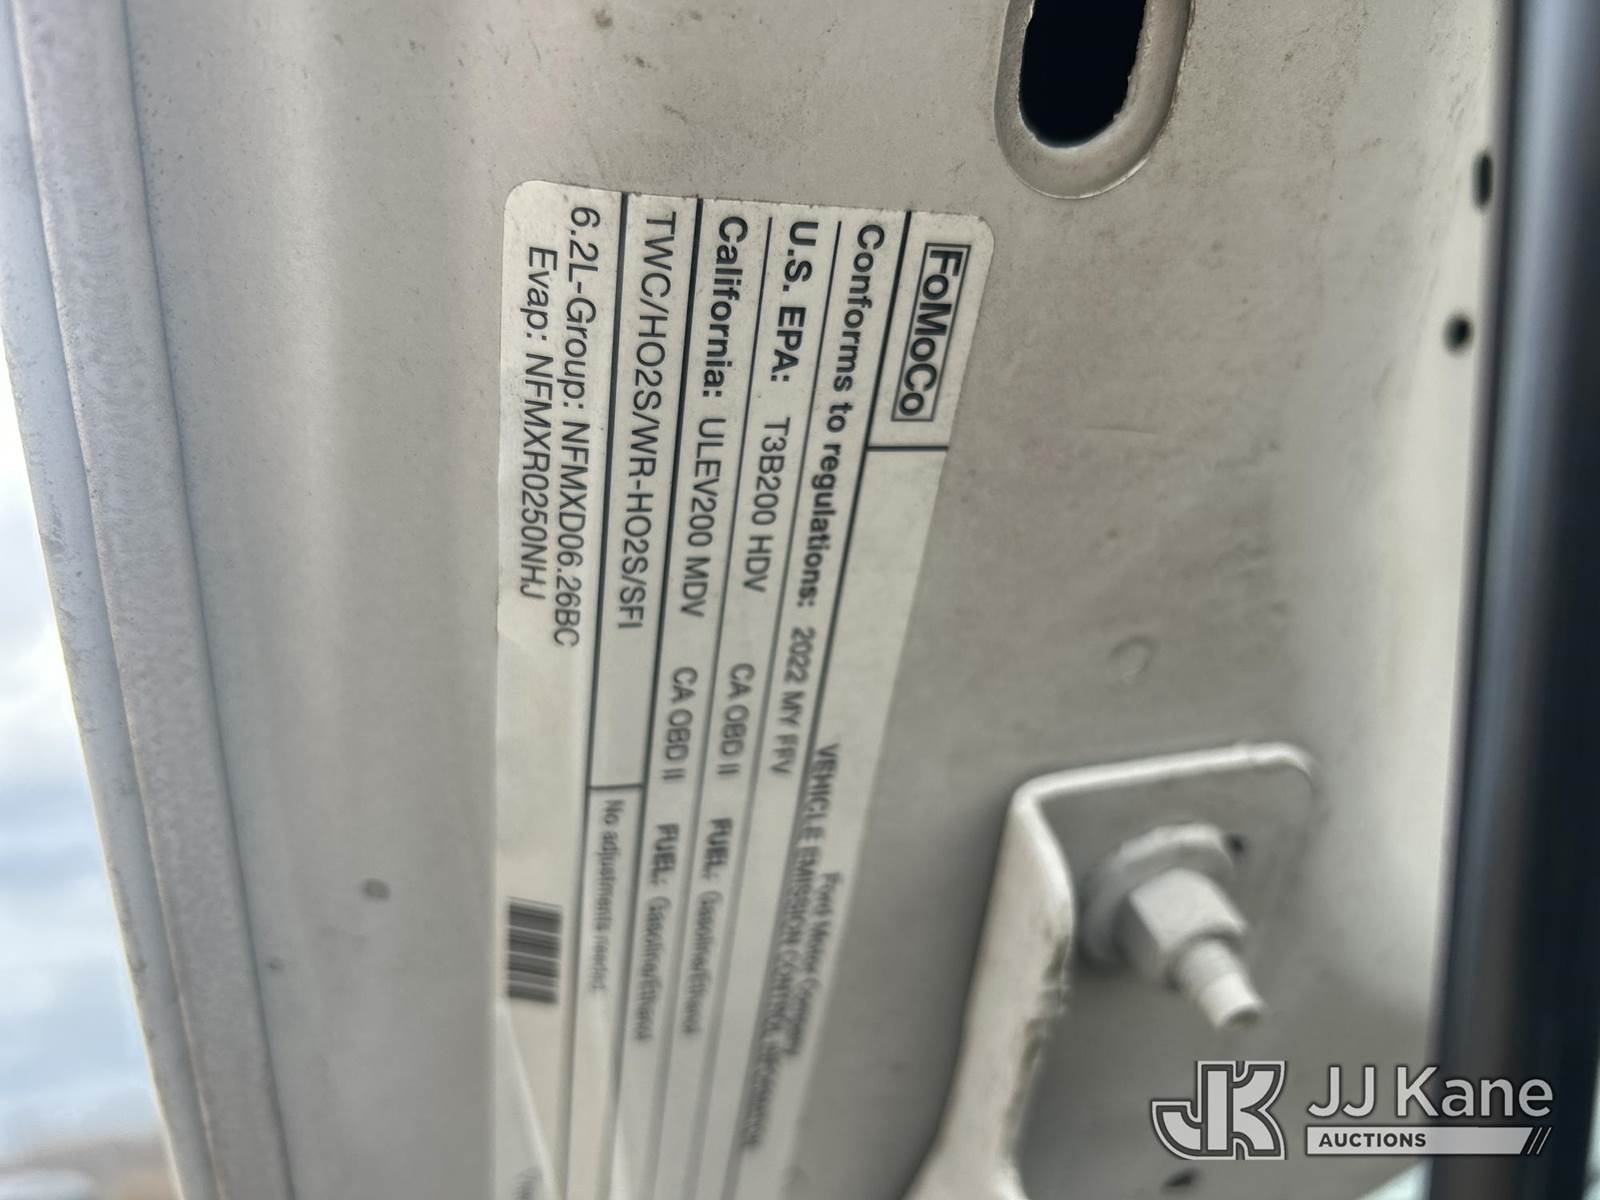 FoMoCo
Ford Motor Company
VEHICLE EMISSION CONTROL INFORMATION
Conforms to regulations: 2022 MY FFV
U.S. EPA: T3B200 HDV CA OBD II FUEL: Gasoline/Ethanol
California: ULEV200 MDV CA OBD II FUEL: Gasoline/Ethanol
TWC/HO2S/WR-HO2S/SFI No adjustments needed.
6.2L-Group: NFMXD06.26BC
Evap: NFMXR0250NHJ
JK JJ Kane
AUCTIONS